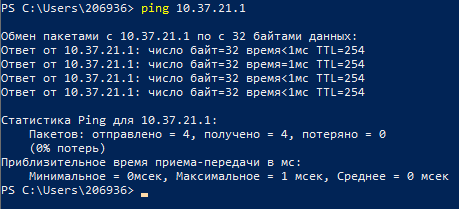 PS C:\Users\206936> ping 10.37.21.1
Обмен пакетами с 10.37.21.1 по с 32 байтами данных:
Ответ от 10.37.21.1: число байт=32 время<1мс TTL=254
Ответ от 10.37.21.1: число байт=32 время<1мс TTL=254
Ответ от 10.37.21.1: число байт=32 время<1мс TTL=254
Ответ от 10.37.21.1: число байт=32 время<1мс TTL=254
Статистика Ping для 10.37.21.1:
Пакетов: отправлено = 4, получено = 4, потеряно = 0
(0% потерь)
Приблизительное время приема-передачи в мс:
Минимальное = 0мсек, Максимальное = 1 мсек, Среднее = 0 мсек
PS C:\Users\206936>